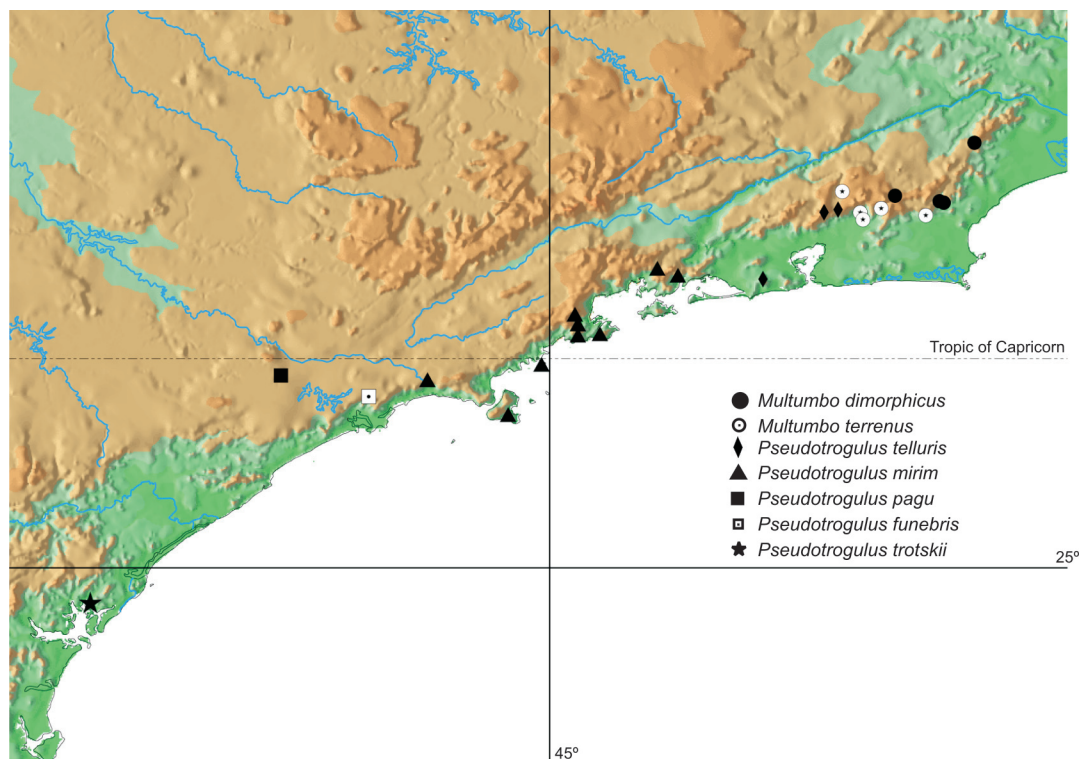 Tropic of Capricorn
Multumbo dimorphicus
Multumbo terrenus
Pseudotrogulus telluris
Pseudotrogulus mirim
Pseudotrogulus pagu
Pseudotrogulus funebris
Pseudotrogulus trotskii
25º
45º